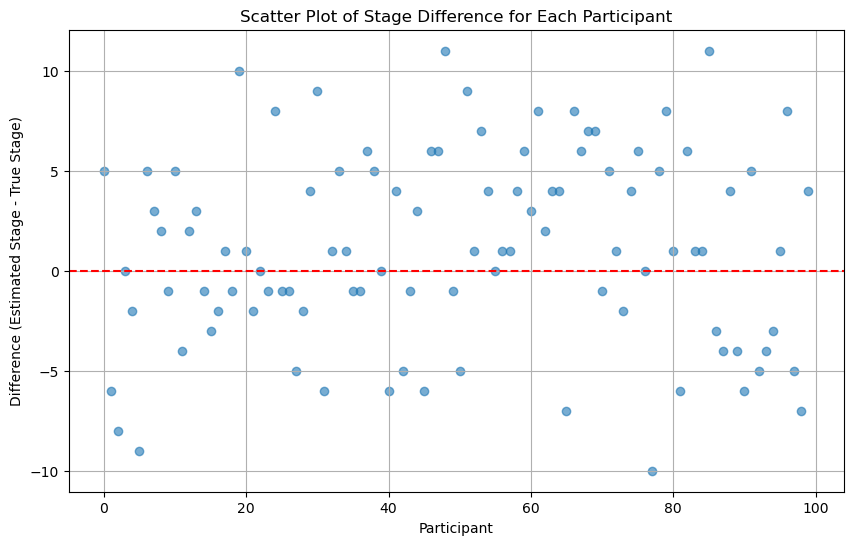 Scatter Plot of Stage Difference for Each Participant
Difference (Estimated Stage - True Stage)
10
5
0
−5
−10
0 20 40 60 80 100
Participant